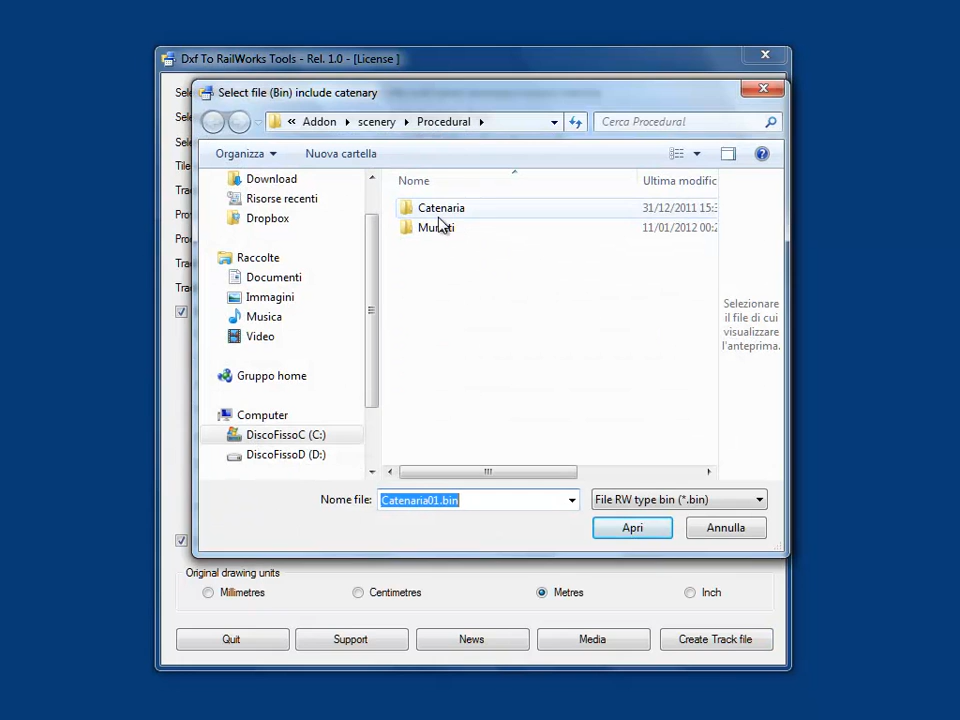 Dxf To RailWorks Tools - Rel. 1.0 - [License ]
Select file (Bin) include catenary
« Addon scenery Procedural
Cerca Procedural
Organizza
Nuova cartella
Download
Risorse recenti
Dropbox
Raccolte
Documenti
Immagini
Musica
Video
Gruppo home
Computer
DiscoFissoC (C:)
DiscoFissoD (D:)
Nome
Ultima modific
Catenaria
31/12/2011 15:3
11/01/2012 00:2
Selezionare
il file di cui
visualizzare
l'anteprima.
Nome file:
Catenaria01.bin
File RW type bin (*.bin)
Apri
Annulla
Original drawing units
Millimetres
Centimetres
Metres
Inch
Quit
Support
News
Media
Create Track file